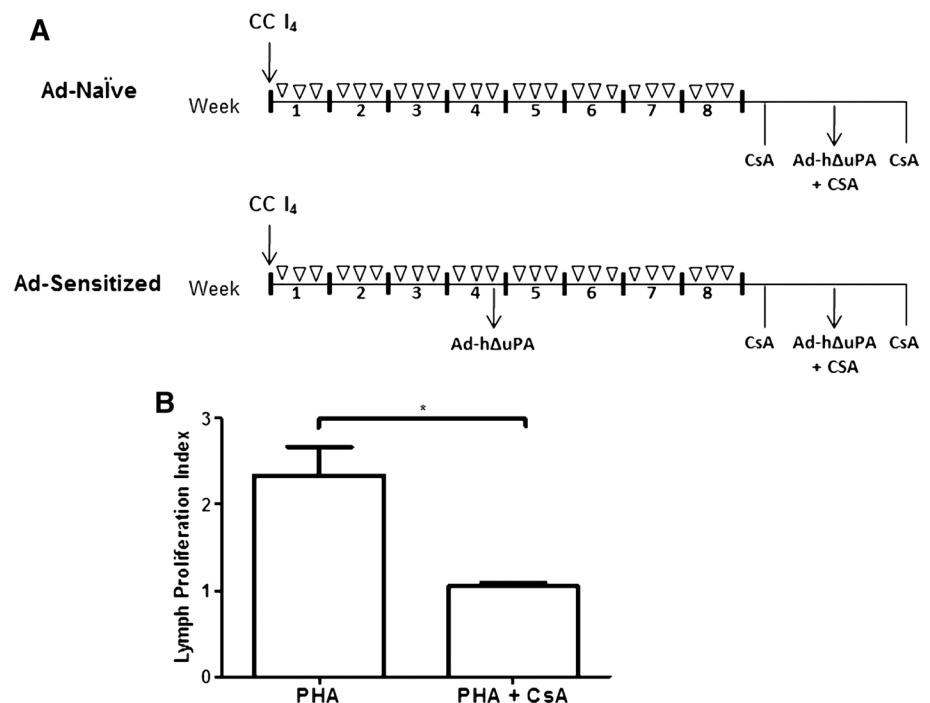 A
CC l₄
Ad-NaÏve
Week
1 2 3 4 5 6 7 8
CsA Ad-hΔuPA CsA
+ CSA
CC l₄
Ad-Sensitized
Week
1 2 3 4 5 6 7 8
Ad-hΔuPA
CsA Ad-hΔuPA CsA
+ CSA
B
*
Lymph Proliferation Index
3
2
1
0
PHA PHA + CsA